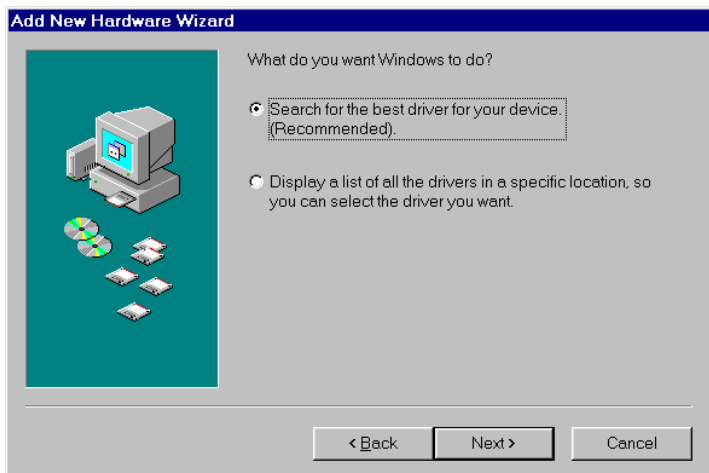 Add New Hardware Wizard
What do you want Windows to do?
Search for the best driver for your device.
(Recommended).
Display a list of all the drivers in a specific location, so
you can select the driver you want.
< Back
Next >
Cancel